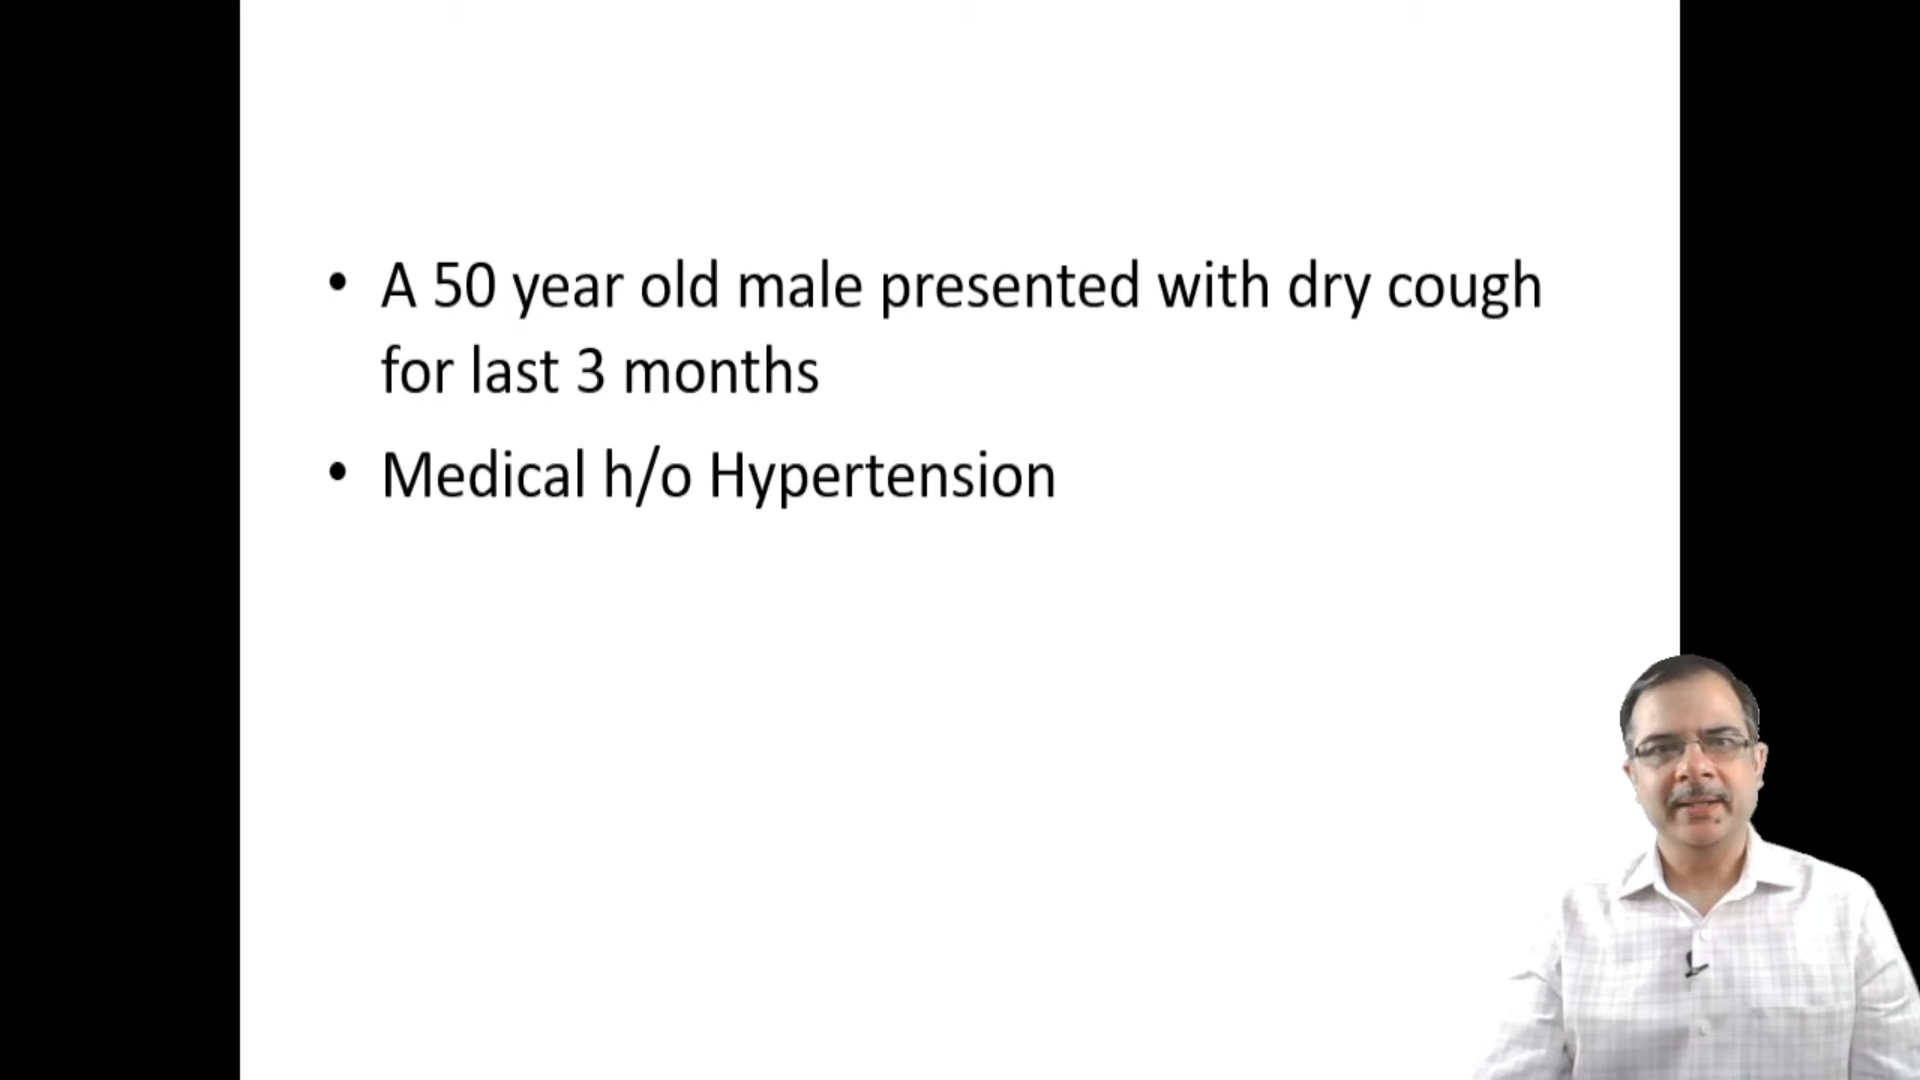 • A 50 year old male presented with dry cough
for last 3 months
• Medical h/o Hypertension